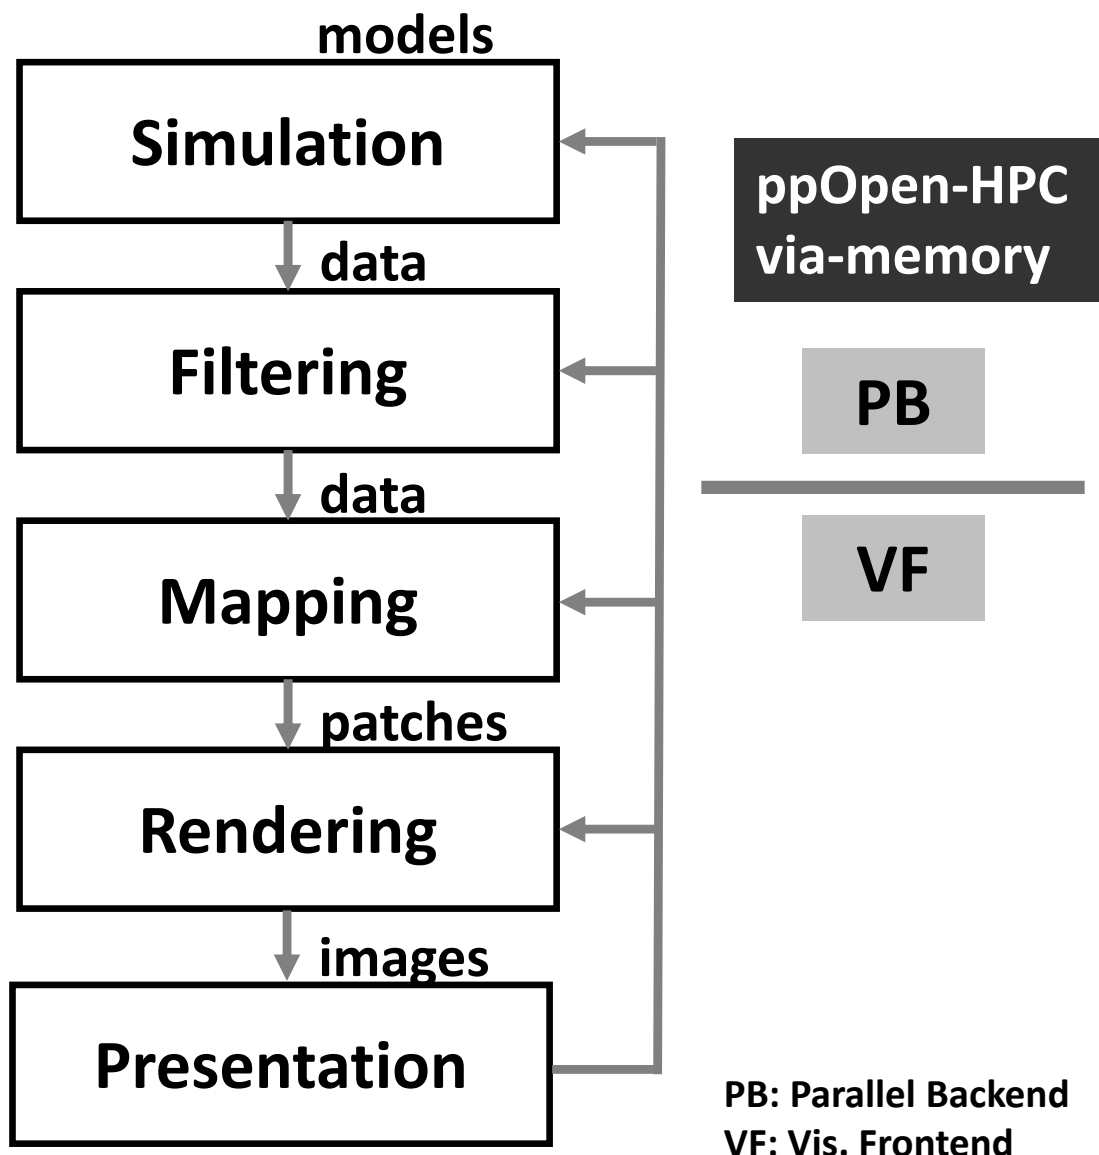 models
Simulation
data
Filtering
data
Mapping
patches
Rendering
images
Presentation
ppOpen-HPC
via-memory
PB
VF
PB: Parallel Backend
VF: Vis. Frontend